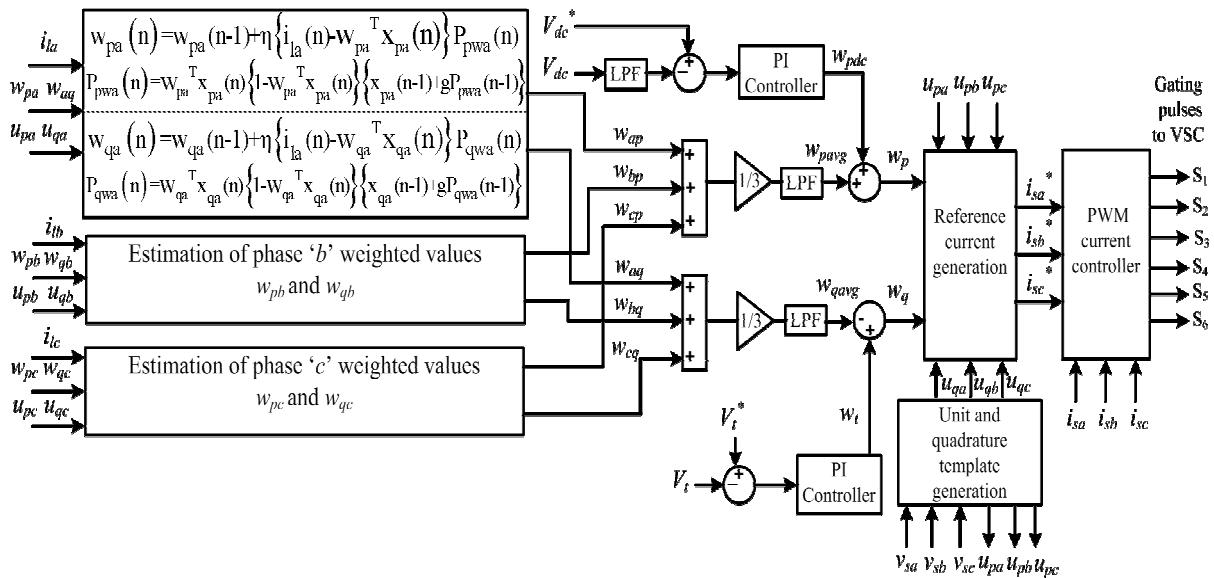 i_la
w_pa w_aq
u_pa u_qa
w_pa(n)=w_pa(n-1)+η{i_la(n)-w_pa^T x_pa(n)}P_pwa(n)
P_pwa(n)=w_pa^T x_pa(n){1-w_pa^T x_pa(n)}{x_pa(n-1)+gP_pwa(n-1)}
w_qa(n)=w_qa(n-1)+η{i_la(n)-w_qa^T x_qa(n)}P_qwa(n)
P_qwa(n)=w_qa^T x_qa(n){1-w_qa^T x_qa(n)}{x_qa(n-1)+gP_qwa(n-1)}
i_lb
w_pb w_qb
u_pb u_qb
Estimation of phase ‘b’ weighted values
w_pb and w_qb
i_lc
w_pc w_qc
u_pc u_qc
Estimation of phase ‘c’ weighted values
w_pc and w_qc
V_dc*
V_dc
LPF
+
−
PI
Controller
w_pdc
w_ap
w_bp
w_cp
+
+
+
1/3
LPF
w_pavg
+
+
w_p
w_aq
w_bq
w_cq
+
+
+
1/3
LPF
w_qavg
-
+
w_q
V_t*
V_t
+
−
PI
Controller
w_t
u_pa u_pb u_pc
Reference
current
generation
u_qa u_qb u_qc
Unit and
quadrature
template
generation
v_sa v_sb v_sc u_pa u_pb u_pc
i_sa*
i_sb*
i_sc*
PWM
current
controller
i_sa i_sb i_sc
Gating
pulses
to VSC
S_1
S_2
S_3
S_4
S_5
S_6